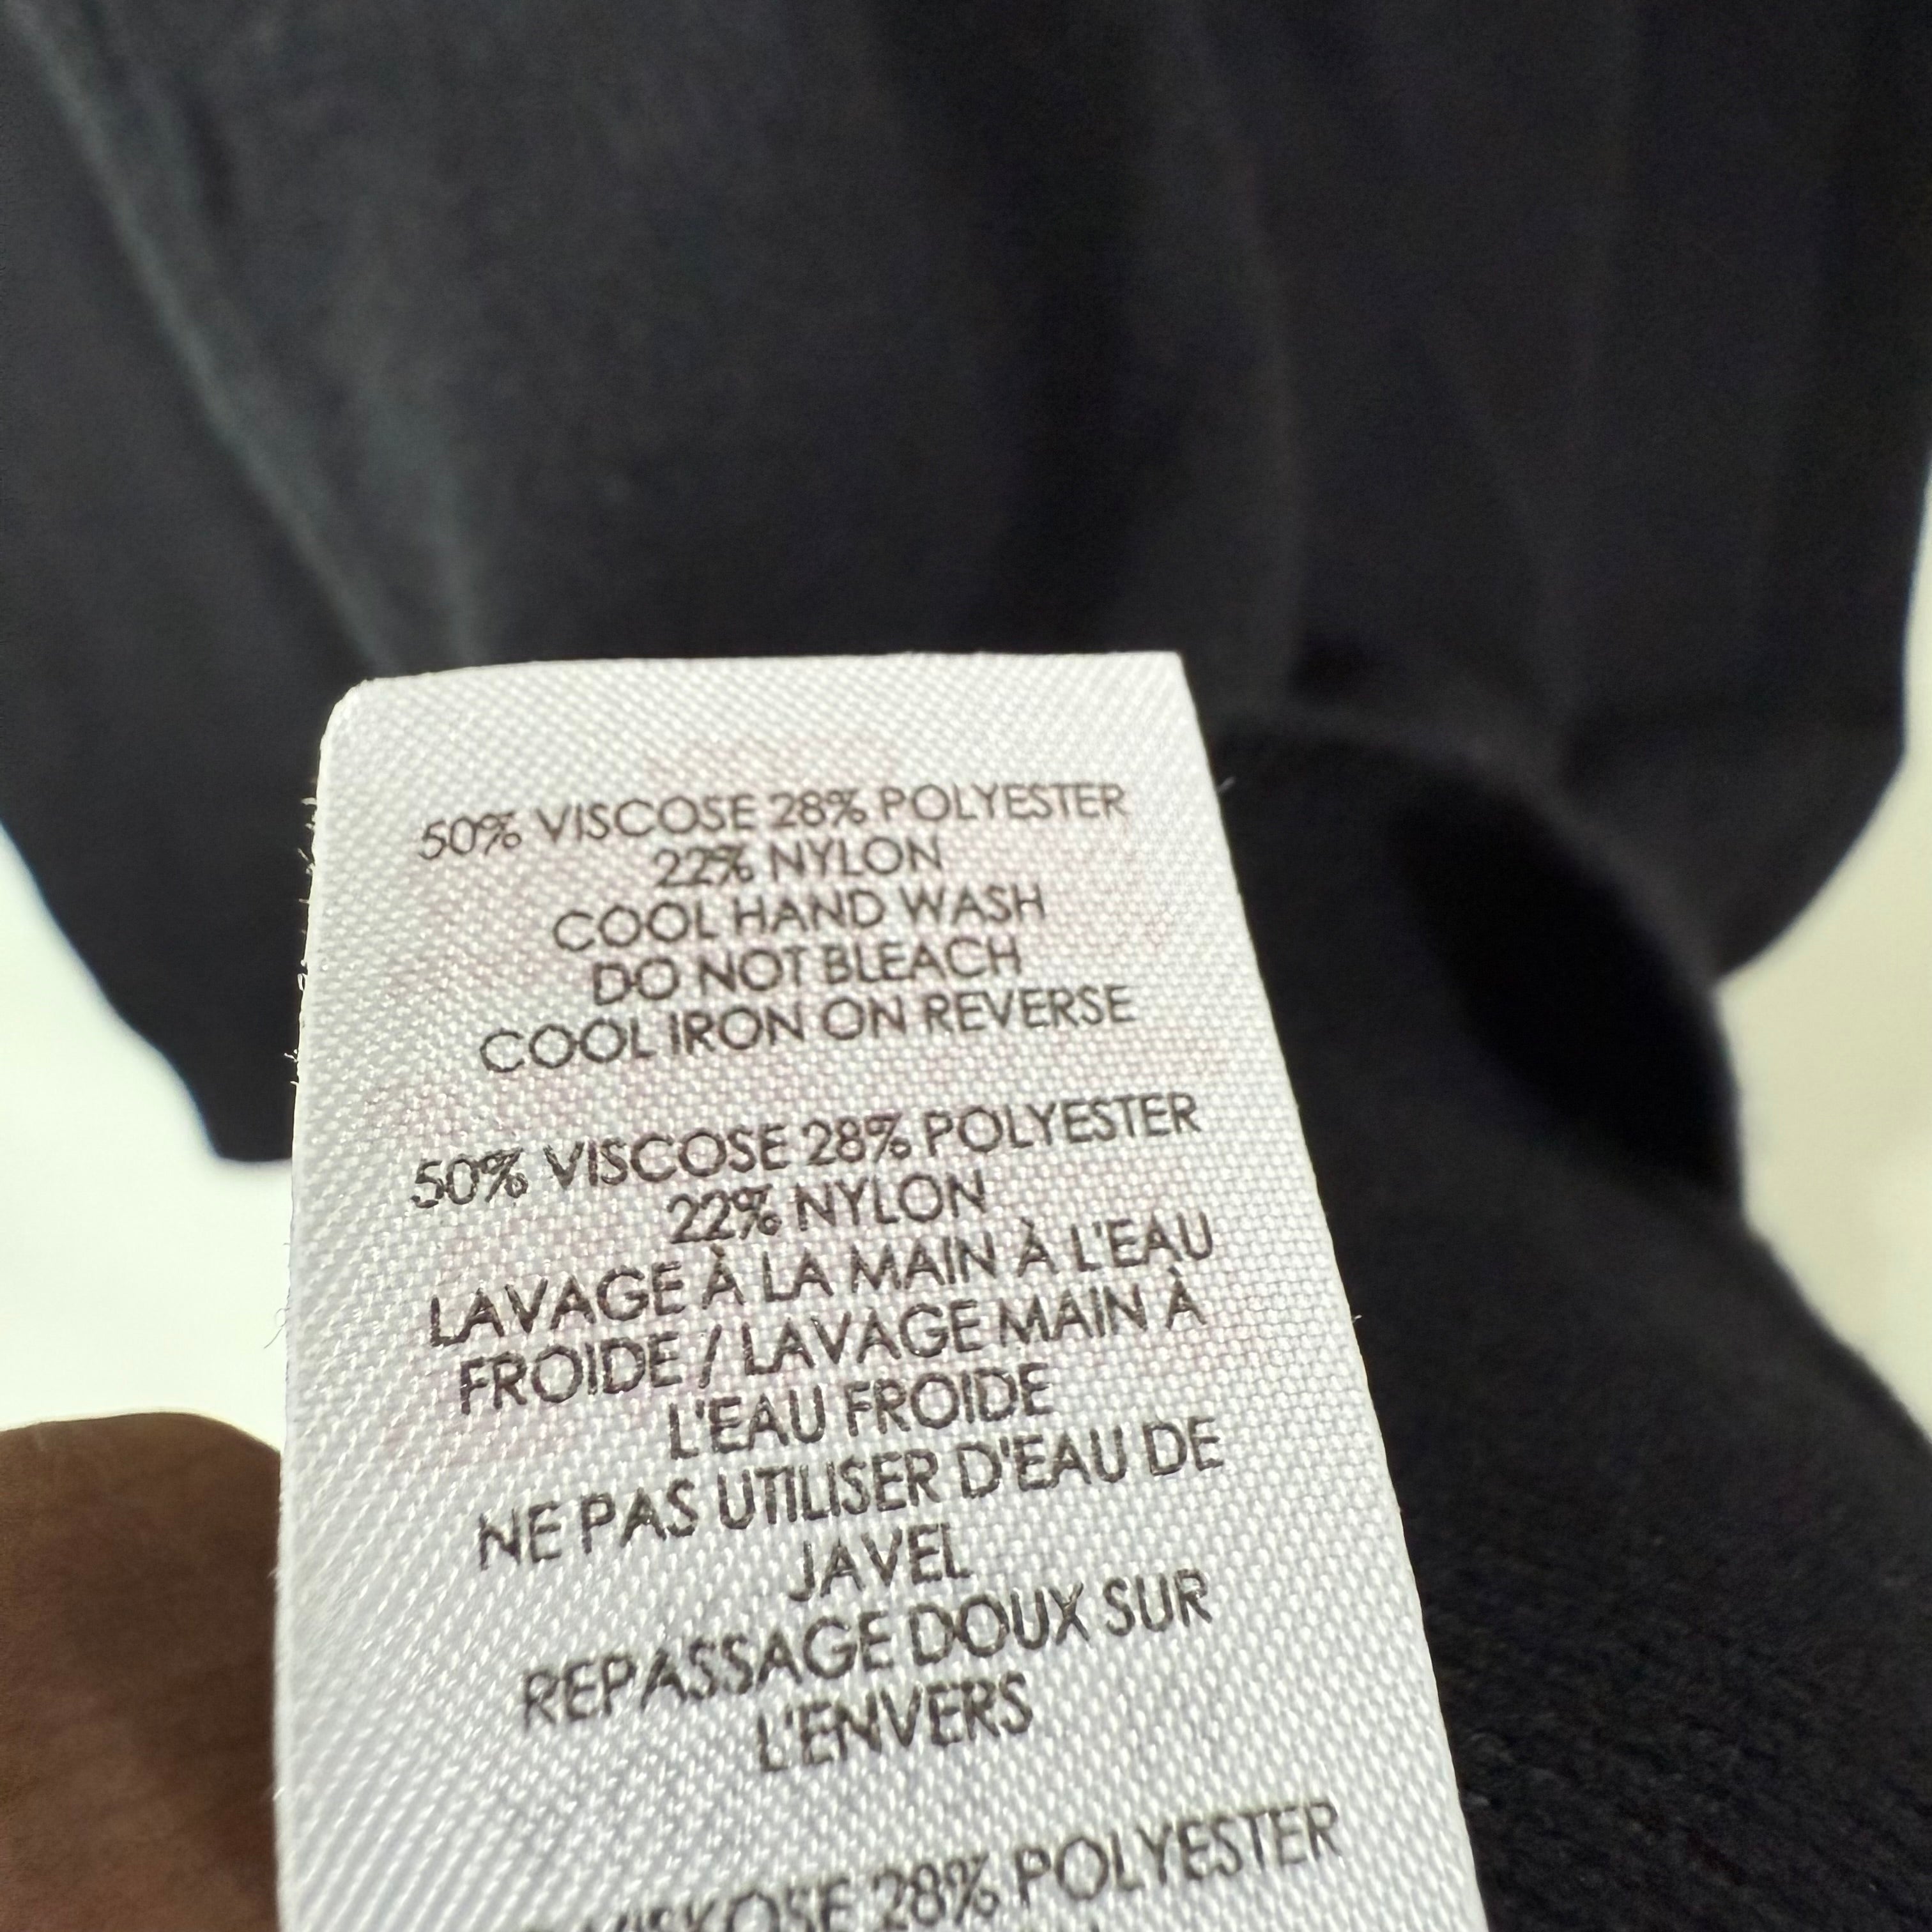 50% VISCOSE 28% POLYESTER
22% NYLON
COOL HAND WASH
DO NOT BLEACH
COOL IRON ON REVERSE
50% VISCOSE 28% POLYESTER
22% NYLON
LAVAGE À LA MAIN À L'EAU
FROIDE / LAVAGE MAIN À
L'EAU FROIDE
NE PAS UTILISER D'EAU DE
JAVEL
REPASSAGE DOUX SUR
L'ENVERS
VISKOSE 28% POLYESTER